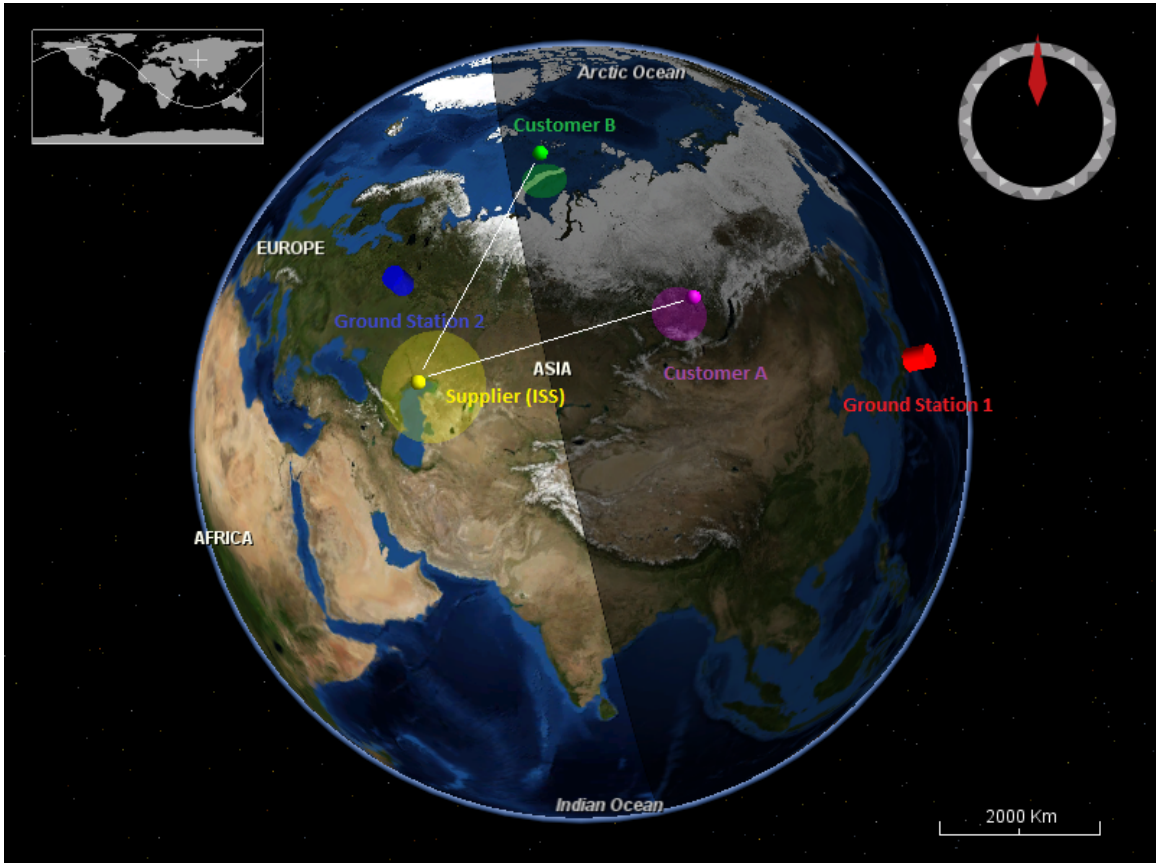 Arctic Ocean
Customer B
EUROPE
Ground Station 2
ASIA
Customer A
Supplier (ISS)
Ground Station 1
AFRICA
Indian Ocean
2000 Km